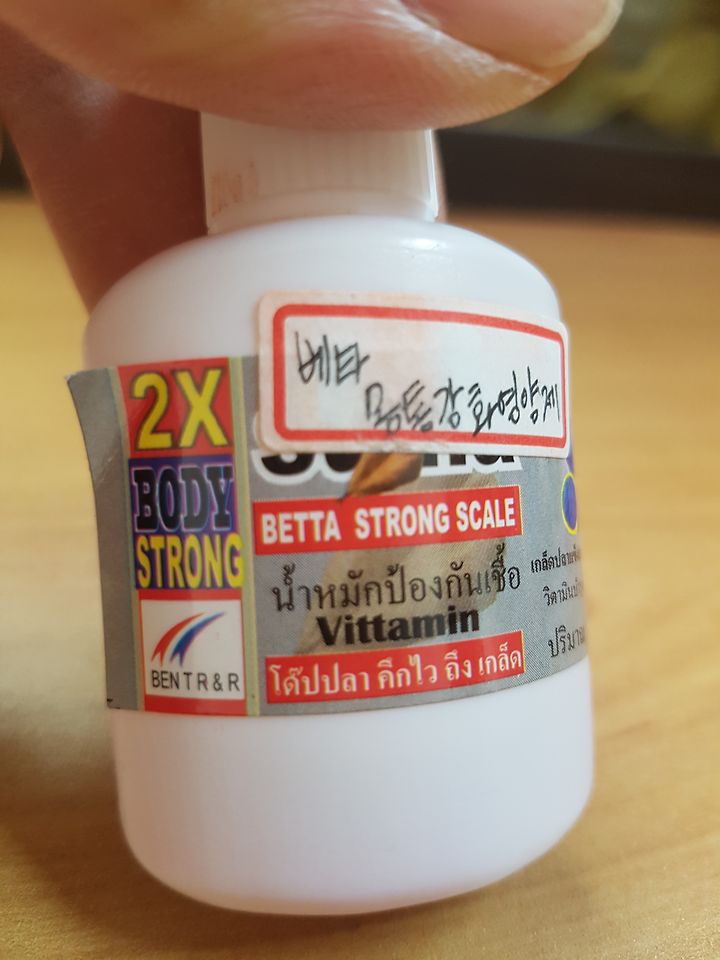 베타
몸통강화영양제
2X
BODY
STRONG
BENTR&R
BETTA STRONG SCALE
น้ำหมักป้องกันเชื้อ
Vittamin
โด๊ปปลา คึกไว ถึง เกล็ด